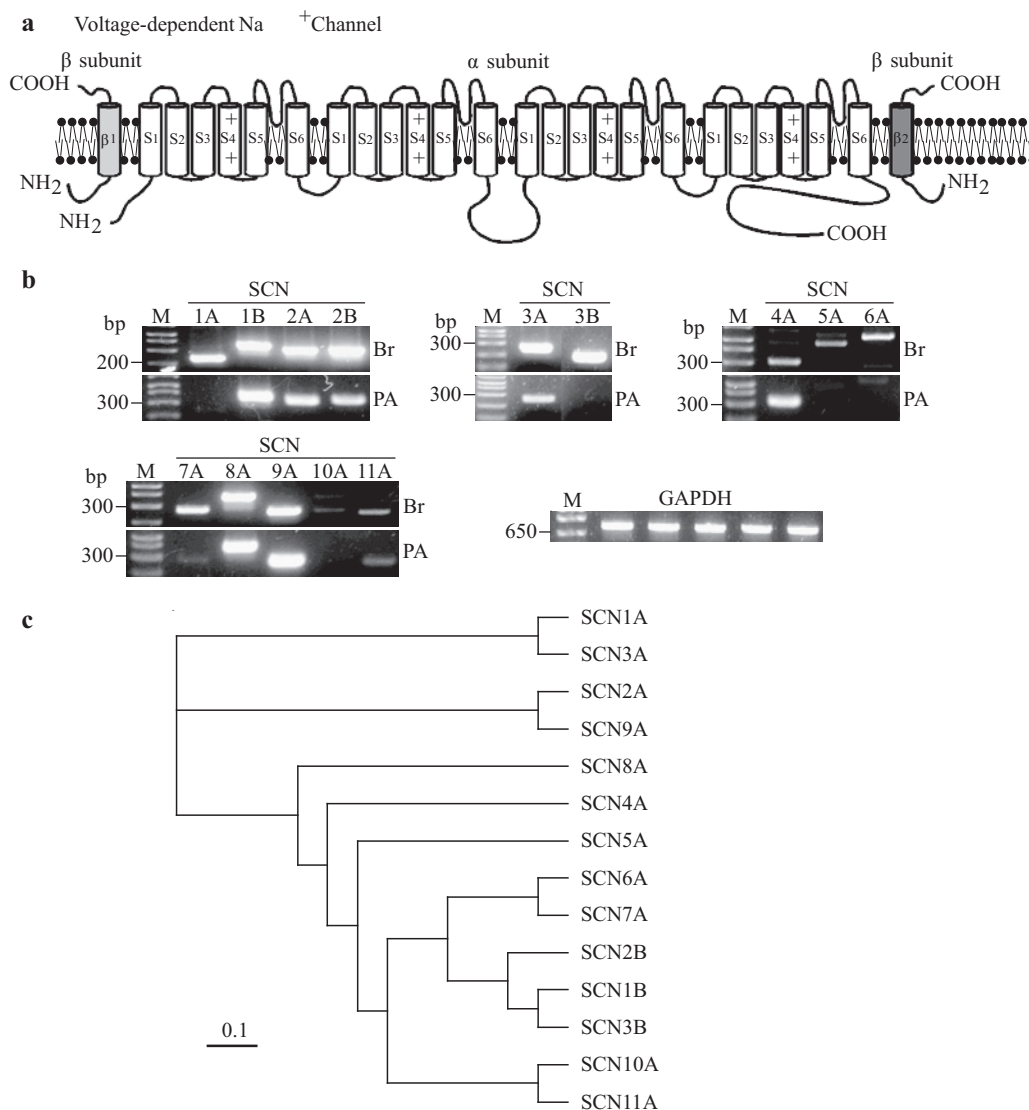 a Voltage-dependent Na +Channel
β subunit α subunit β subunit
COOH COOH
β1 S1 S2 S3 S4 S5 S6 S1 S2 S3 S4 S5 S6 S1 S2 S3 S4 S5 S6 S1 S2 S3 S4 S5 S6 β2
+ + + +
+ + + +
NH2 NH2
NH2 COOH
b
SCN
M 1A 1B 2A 2B
bp
200 Br
300 PA
SCN
M 3A 3B
bp
300 Br
300 PA
SCN
M 4A 5A 6A
bp
300 Br
300 PA
SCN
M 7A 8A 9A 10A 11A
bp
300 Br
300 PA
M GAPDH
650
c
SCN1A
SCN3A
SCN2A
SCN9A
SCN8A
SCN4A
SCN5A
SCN6A
SCN7A
SCN2B
SCN1B
SCN3B
SCN10A
SCN11A
0.1